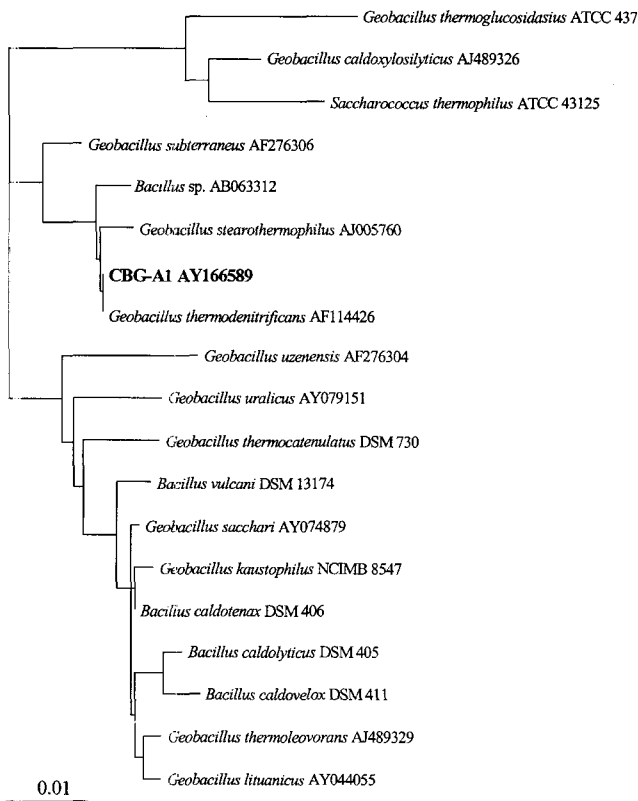 Geobacillus thermoglucosidasius ATCC 437
Geobacillus caldoxylosilyticus AJ489326
Saccharococcus thermophilus ATCC 43125
Geobacillus subterraneus AF276306
Bacillus sp. AB063312
Geobacillus stearothermophilus AJ005760
CBG-A1 AY166589
Geobacillus thermodenitrificans AF114426
Geobacillus uzenensis AF276304
Geobacillus uralicus AY079151
Geobacillus thermocatenulatus DSM 730
Bacillus vulcani DSM 13174
Geobacillus sacchari AY074879
Geobacillus kaustophilus NCIMB 8547
Bacillus caldotenax DSM 406
Bacillus caldolyticus DSM 405
Bacillus caldovelox DSM 411
Geobacillus thermoleovorans AJ489329
Geobacillus lituanicus AY044055
0.01